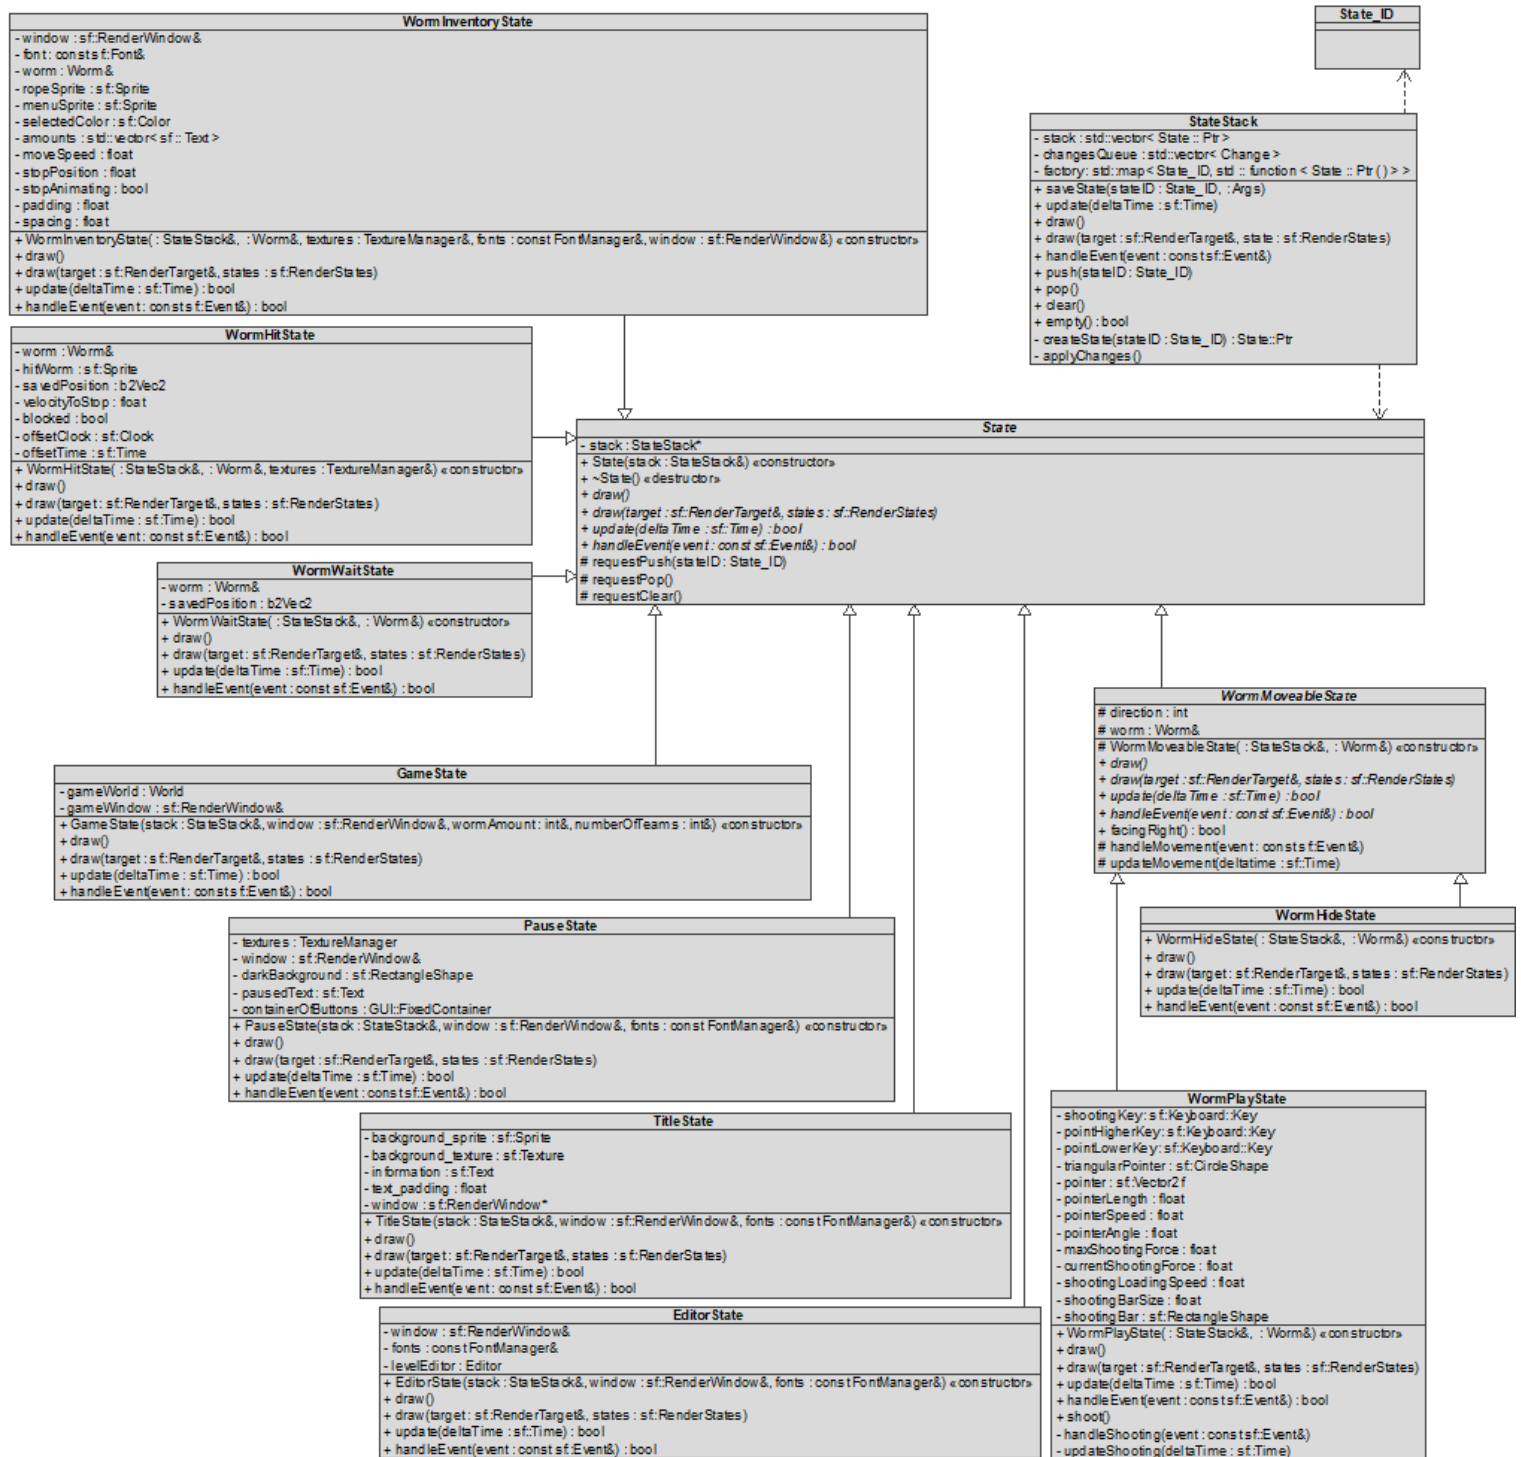 WormInventoryState
- window : sf::RenderWindow&
- font : const sf::Font&
- worm : Worm&
- ropeSprite : sf::Sprite
- menuSprite : sf::Sprite
- selectedColor : sf::Color
- amounts : std::vector< sf :: Text >
- moveSpeed : float
- stopPosition : float
- stopAnimating : bool
- padding : float
- spacing : float
+ WormInventoryState( : StateStack&, : Worm&, textures : TextureManager&, fonts : const FontManager&, window : sf::RenderWindow&) «constructor»
+ draw()
+ draw(target : sf::RenderTarget&, states : sf::RenderStates)
+ update(deltaTime : sf::Time) : bool
+ handleEvent(event : const sf::Event&) : bool
State_ID
StateStack
- stack : std::vector< State :: Ptr >
- changesQueue : std::vector< Change >
- factory : std::map< State_ID, std :: function < State :: Ptr ( ) > >
+ saveState(stateID : State_ID, : Args)
+ update(deltaTime : sf::Time)
+ draw()
+ draw(target : sf::RenderTarget&, state : sf::RenderStates)
+ handleEvent(event : const sf::Event&)
+ push(stateID : State_ID)
+ pop()
+ clear()
+ empty() : bool
- createState(stateID : State_ID) : State::Ptr
- applyChanges()
WormHitState
- worm : Worm&
- hitWorm : sf::Sprite
- savedPosition : b2Vec2
- velocityToStop : float
- blocked : bool
- offsetClock : sf::Clock
- offsetTime : sf::Time
+ WormHitState( : StateStack&, : Worm&, textures : TextureManager&) «constructor»
+ draw()
+ draw(target : sf::RenderTarget&, states : sf::RenderStates)
+ update(deltaTime : sf::Time) : bool
+ handleEvent(event : const sf::Event&) : bool
State
- stack : StateStack*
+ State(stack : StateStack&) «constructor»
+ ~State() «destructor»
+ draw()
+ draw(target : sf::RenderTarget&, states : sf::RenderStates)
+ update(deltaTime : sf::Time) : bool
+ handleEvent(event : const sf::Event&) : bool
# requestPush(stateID : State_ID)
# requestPop()
# requestClear()
WormWaitState
- worm : Worm&
- savedPosition : b2Vec2
+ WormWaitState( : StateStack&, : Worm&) «constructor»
+ draw()
+ draw(target : sf::RenderTarget&, states : sf::RenderStates)
+ update(deltaTime : sf::Time) : bool
+ handleEvent(event : const sf::Event&) : bool
WormMoveableState
# direction : int
# worm : Worm&
# WormMoveableState( : StateStack&, : Worm&) «constructor»
+ draw()
+ draw(target : sf::RenderTarget&, states : sf::RenderStates)
+ update(deltaTime : sf::Time) : bool
+ handleEvent(event : const sf::Event&) : bool
+ facingRight() : bool
# handleMovement(event : const sf::Event&)
# updateMovement(deltatime : sf::Time)
GameState
- gameWorld : World
- gameWindow : sf::RenderWindow&
+ GameState(stack : StateStack&, window : sf::RenderWindow&, wormAmount : int&, numberOfTeams : int&) «constructor»
+ draw()
+ draw(target : sf::RenderTarget&, states : sf::RenderStates)
+ update(deltaTime : sf::Time) : bool
+ handleEvent(event : const sf::Event&) : bool
WormHideState
+ WormHideState( : StateStack&, : Worm&) «constructor»
+ draw()
+ draw(target : sf::RenderTarget&, states : sf::RenderStates)
+ update(deltaTime : sf::Time) : bool
+ handleEvent(event : const sf::Event&) : bool
PauseState
- textures : TextureManager
- window : sf::RenderWindow&
- darkBackground : sf::RectangleShape
- pausedText : sf::Text
- containerOfButtons : GUI::FixedContainer
+ PauseState(stack : StateStack&, window : sf::RenderWindow&, fonts : const FontManager&) «constructor»
+ draw()
+ draw(target : sf::RenderTarget&, states : sf::RenderStates)
+ update(deltaTime : sf::Time) : bool
+ handleEvent(event : const sf::Event&) : bool
WormPlayState
- shootingKey : sf::Keyboard::Key
- pointHigherKey : sf::Keyboard::Key
- pointLowerKey : sf::Keyboard::Key
- triangularPointer : sf::CircleShape
- pointer : sf::Vector2f
- pointerLength : float
- pointerSpeed : float
- pointerAngle : float
- maxShootingForce : float
- currentShootingForce : float
- shootingLoadingSpeed : float
- shootingBarSize : float
- shootingBar : sf::RectangleShape
+ WormPlayState( : StateStack&, : Worm&) «constructor»
+ draw()
+ draw(target : sf::RenderTarget&, states : sf::RenderStates)
+ update(deltaTime : sf::Time) : bool
+ handleEvent(event : const sf::Event&) : bool
+ shoot()
- handleShooting(event : const sf::Event&)
- updateShooting(deltaTime : sf::Time)
TitleState
- background_sprite : sf::Sprite
- background_texture : sf::Texture
- information : sf::Text
- text_padding : float
- window : sf::RenderWindow*
+ TitleState(stack : StateStack&, window : sf::RenderWindow&, fonts : const FontManager&) «constructor»
+ draw()
+ draw(target : sf::RenderTarget&, states : sf::RenderStates)
+ update(deltaTime : sf::Time) : bool
+ handleEvent(event : const sf::Event&) : bool
EditorState
- window : sf::RenderWindow&
- fonts : const FontManager&
- levelEditor : Editor
+ EditorState(stack : StateStack&, window : sf::RenderWindow&, fonts : const FontManager&) «constructor»
+ draw()
+ draw(target : sf::RenderTarget&, states : sf::RenderStates)
+ update(deltaTime : sf::Time) : bool
+ handleEvent(event : const sf::Event&) : bool